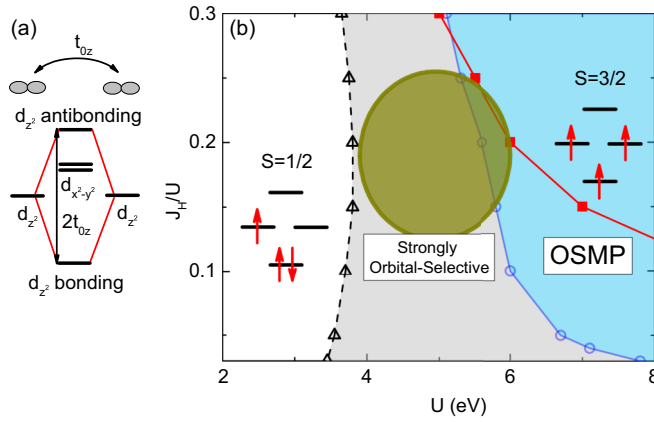 (a)
t0z
dz² antibonding
dx²-y²
dz²
dz²
2t0z
dz² bonding
(b)
JH/U
0.3
0.2
0.1
S=1/2
S=3/2
Strongly
Orbital-Selective
OSMP
2
4
6
8
U (eV)